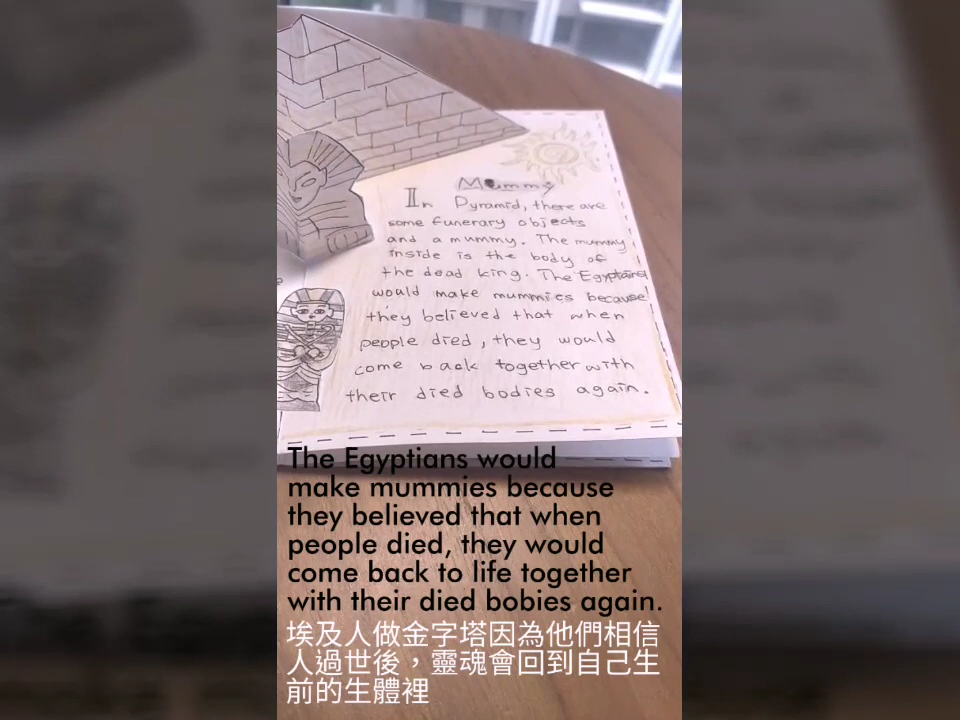 Mummy
In Pyramid, there are
some funerary objects
and a mummy. The mummy
inside is the body of
the dead king. The Egyptians
would make mummies because
they believed that when
people died, they would
come back together with
their died bodies again.
The Egyptians would
make mummies because
they believed that when
people died, they would
come back to life together
with their died bobies again.
埃及人做金字塔因為他們相信
人過世後，靈魂會回到自己生
前的生體裡